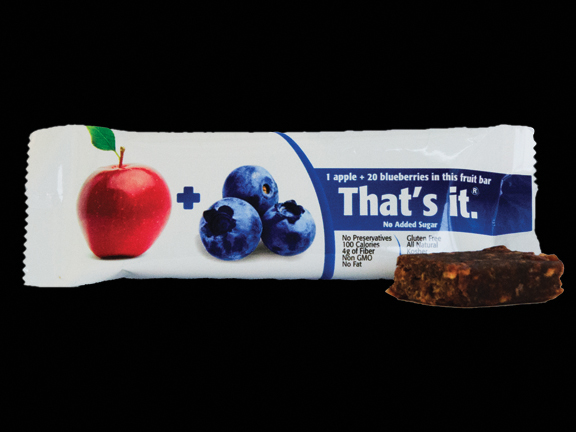 1 apple + 20 blueberries in this fruit bar
That's it.®
No Added Sugar
No Preservatives
100 Calories
4g of Fiber
Non GMO
No Fat
Gluten Free
All Natural
Kosher